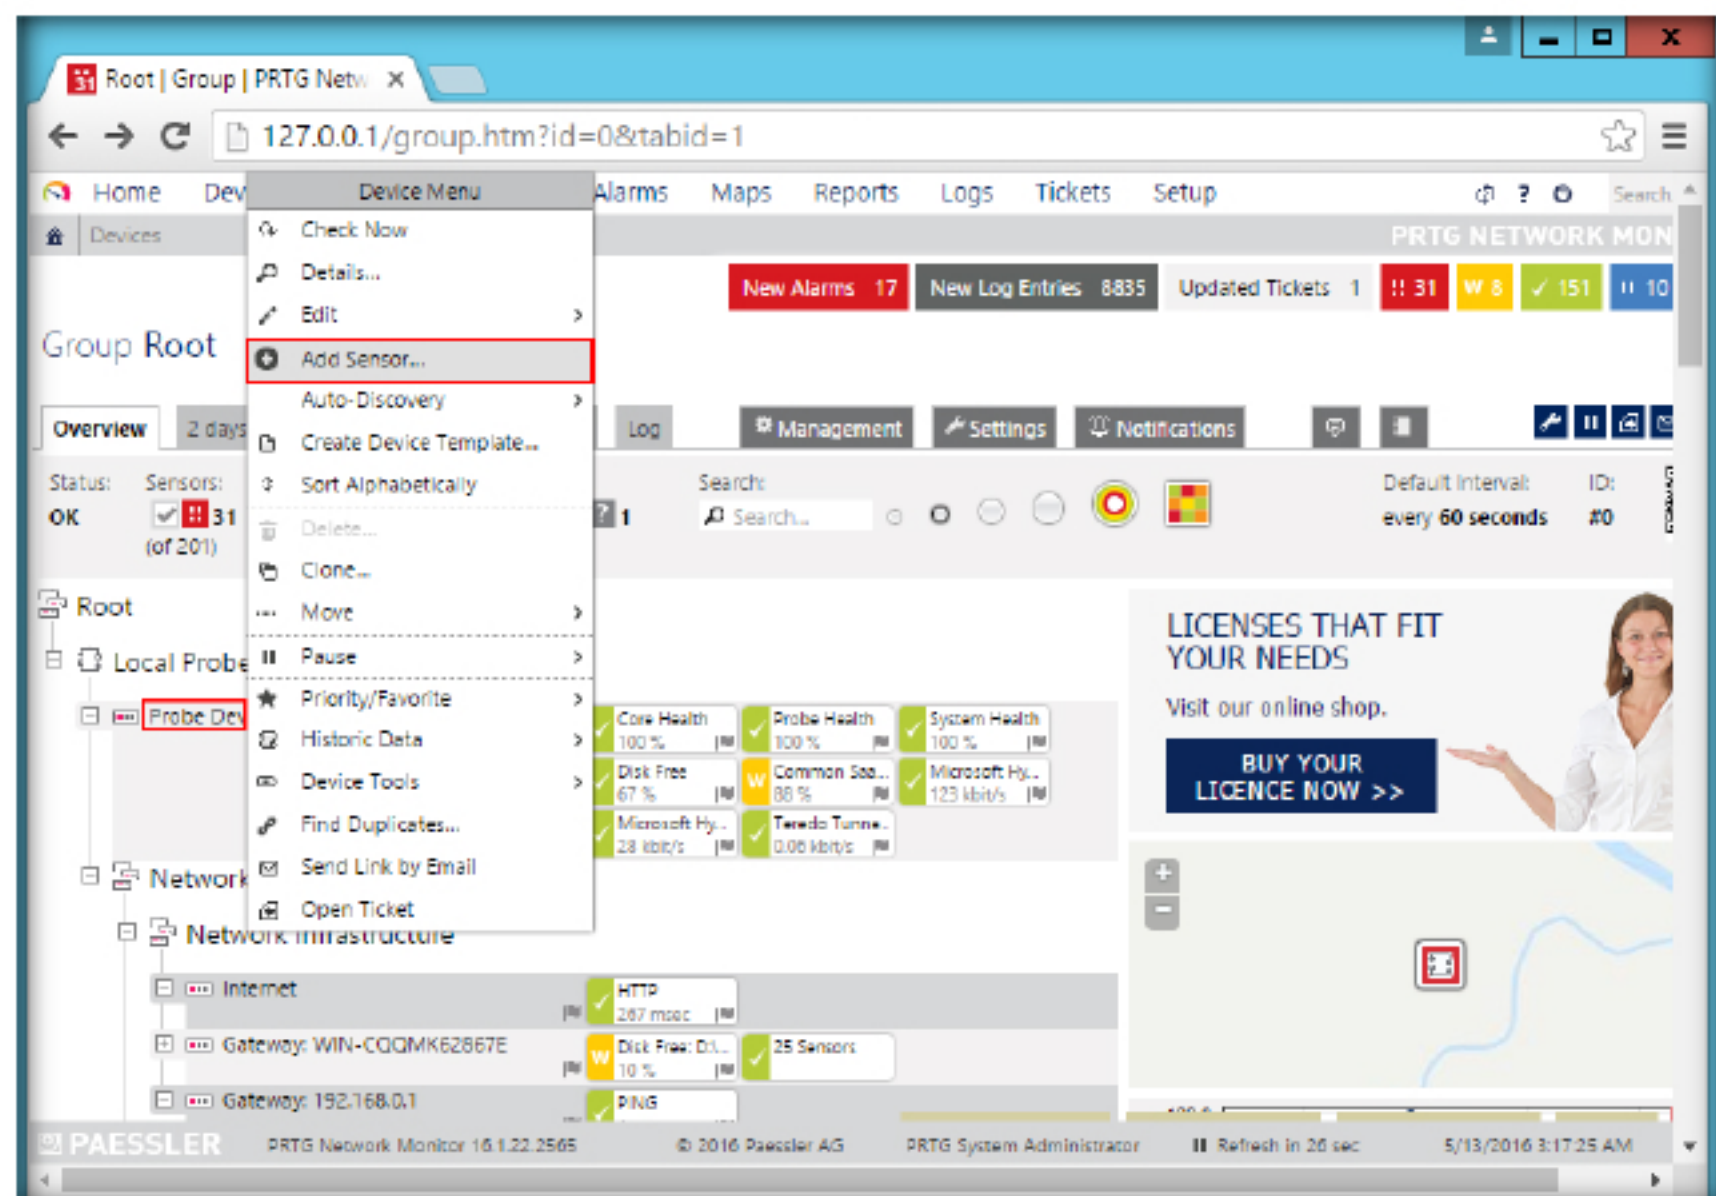 Root | Group | PRTG Netw
127.0.0.1/group.htm?id=0&tabid=1
Home Dev Alarms Maps Reports Logs Tickets Setup ? Search
Devices
PRTG NETWORK MON
Device Menu
Check Now
Details...
Edit
Add Sensor...
Auto-Discovery
Create Device Template...
Sort Alphabetically
Delete...
Clone...
Move
Pause
Priority/Favorite
Historic Data
Device Tools
Find Duplicates...
Send Link by Email
Open Ticket
New Alarms 17 New Log Entries 8835 Updated Tickets 1 !! 31 W 8 151 10
Group Root
Overview 2 days Log Management Settings Notifications
Status: Sensors: Search: Default Interval: ID:
OK !! 31 ? 1 Search... every 60 seconds #0
(of 201)
Root
Local Probe
Probe Dev
Core Health
100 %
Probe Health
100 %
System Health
100 %
Disk Free
67 %
W
Common Saa...
88 %
Microsoft Hy...
123 kbit/s
Microsoft Hy...
28 kbit/s
Teredo Tunne...
0.06 kbit/s
Network
Network Infrastructure
Internet
HTTP
267 msec
Gateway: WIN-CQQMK62867E
W
Disk Free: D:\...
10 %
25 Sensors
Gateway: 192.168.0.1
PING
LICENSES THAT FIT
YOUR NEEDS
Visit our online shop.
BUY YOUR
LICENCE NOW >>
+
−
PAESSLER PRTG Network Monitor 16.1.22.2565 © 2016 Paessler AG PRTG System Administrator Refresh in 26 sec 5/13/2016 3:17:25 AM